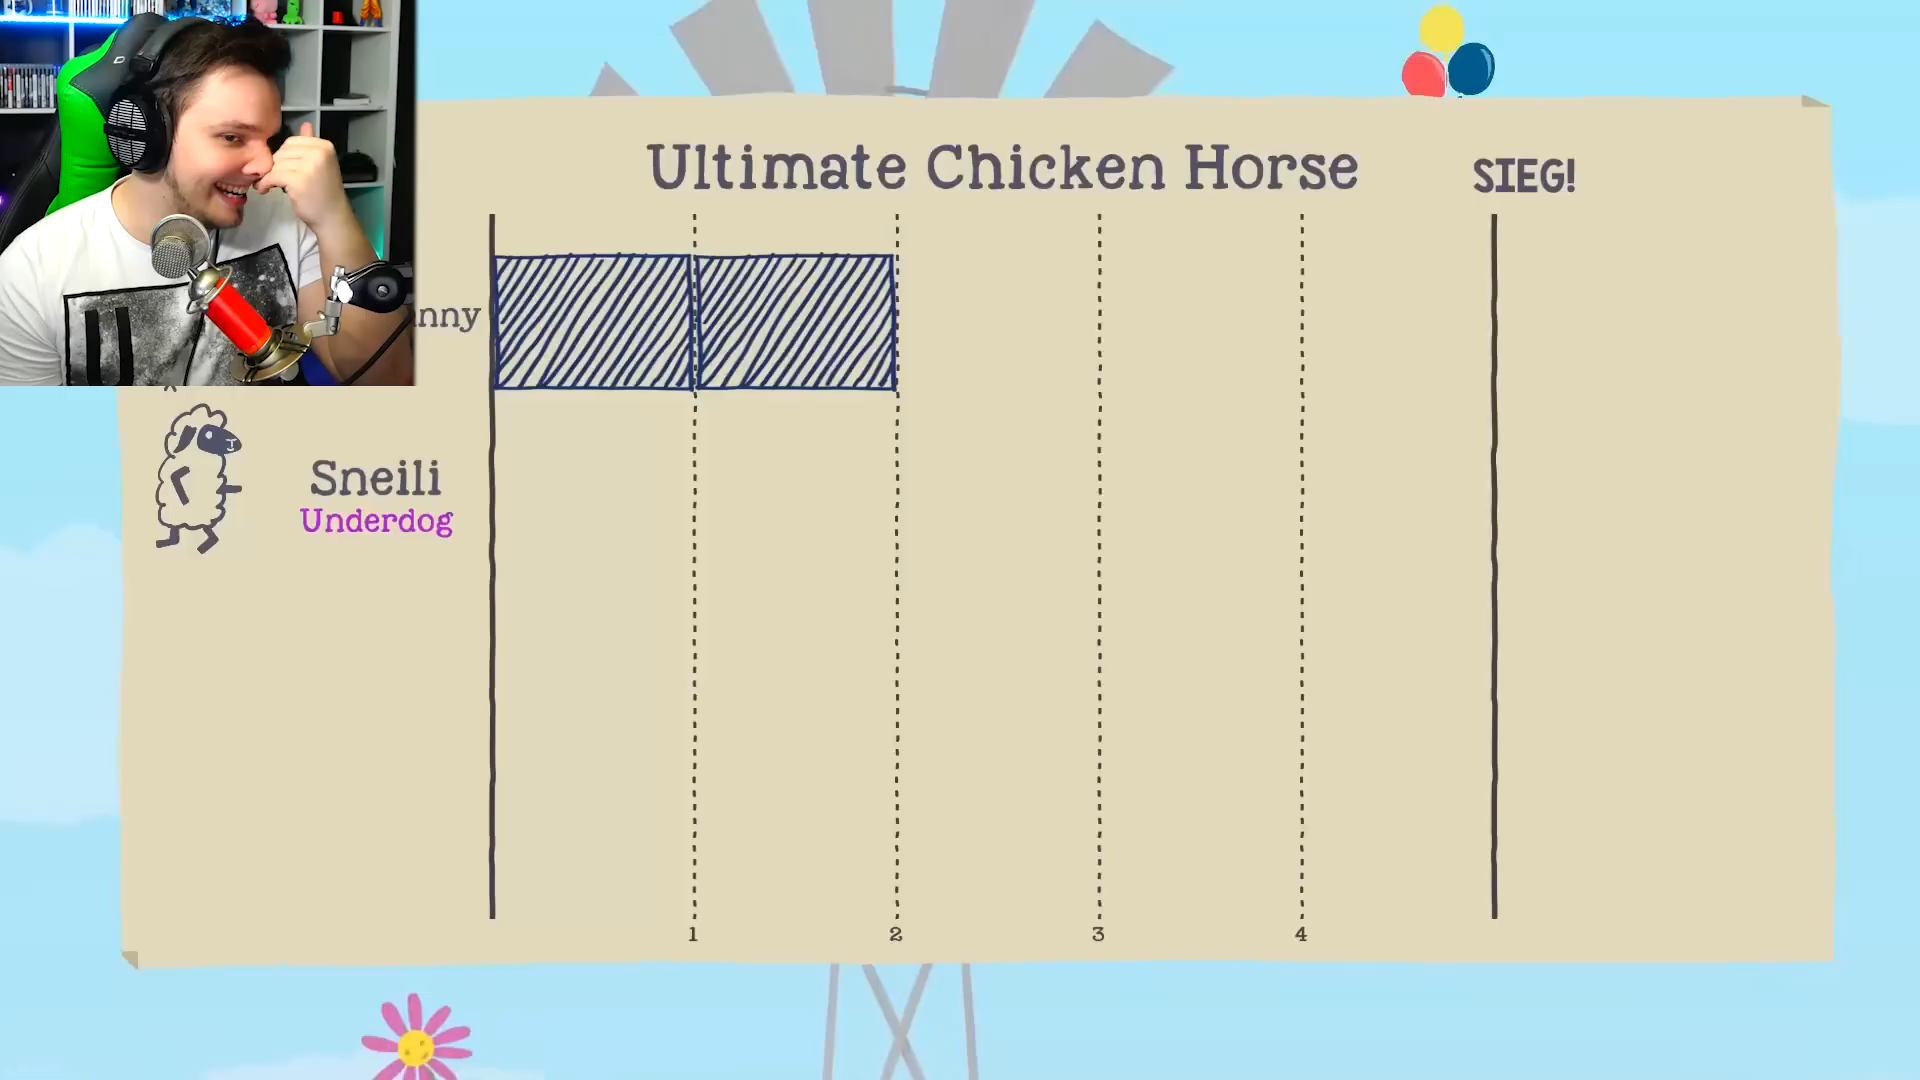 Ultimate Chicken Horse
SIEG!
nny
Sneili
Underdog
1 2 3 4